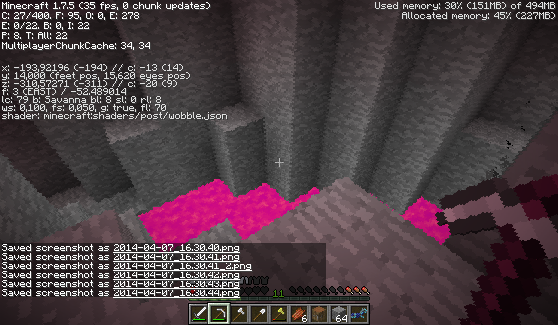 Minecraft 1.7.5 (35 fps, 0 chunk updates)
C: 27/400. F: 95, O: 0, E: 278
E: 0/22. B: 0, I: 22
P: 8. T: All: 22
MultiplayerChunkCache: 34, 34
x: -193,92196 (-194) // c: -13 (14)
y: 14,000 (feet pos, 15,620 eyes pos)
z: -310,57271 (-311) // c: -20 (9)
f: 3 (EAST) / -52.489014
lc: 79 b: Savanna bl: 8 sl: 0 rl: 8
ws: 0,100, fs: 0,050, g: true, fl: 70
shader: minecraft:shaders/post/wobble.json
Used memory: 30% (151MB) of 494MB
Allocated memory: 45% (227MB)
Saved screenshot as 2014-04-07_16.30.40.png
Saved screenshot as 2014-04-07_16.30.41.png
Saved screenshot as 2014-04-07_16.30.41_2.png
Saved screenshot as 2014-04-07_16.30.42.png
Saved screenshot as 2014-04-07_16.30.43.png
Saved screenshot as 2014-04-07_16.30.44.png
11
6 64